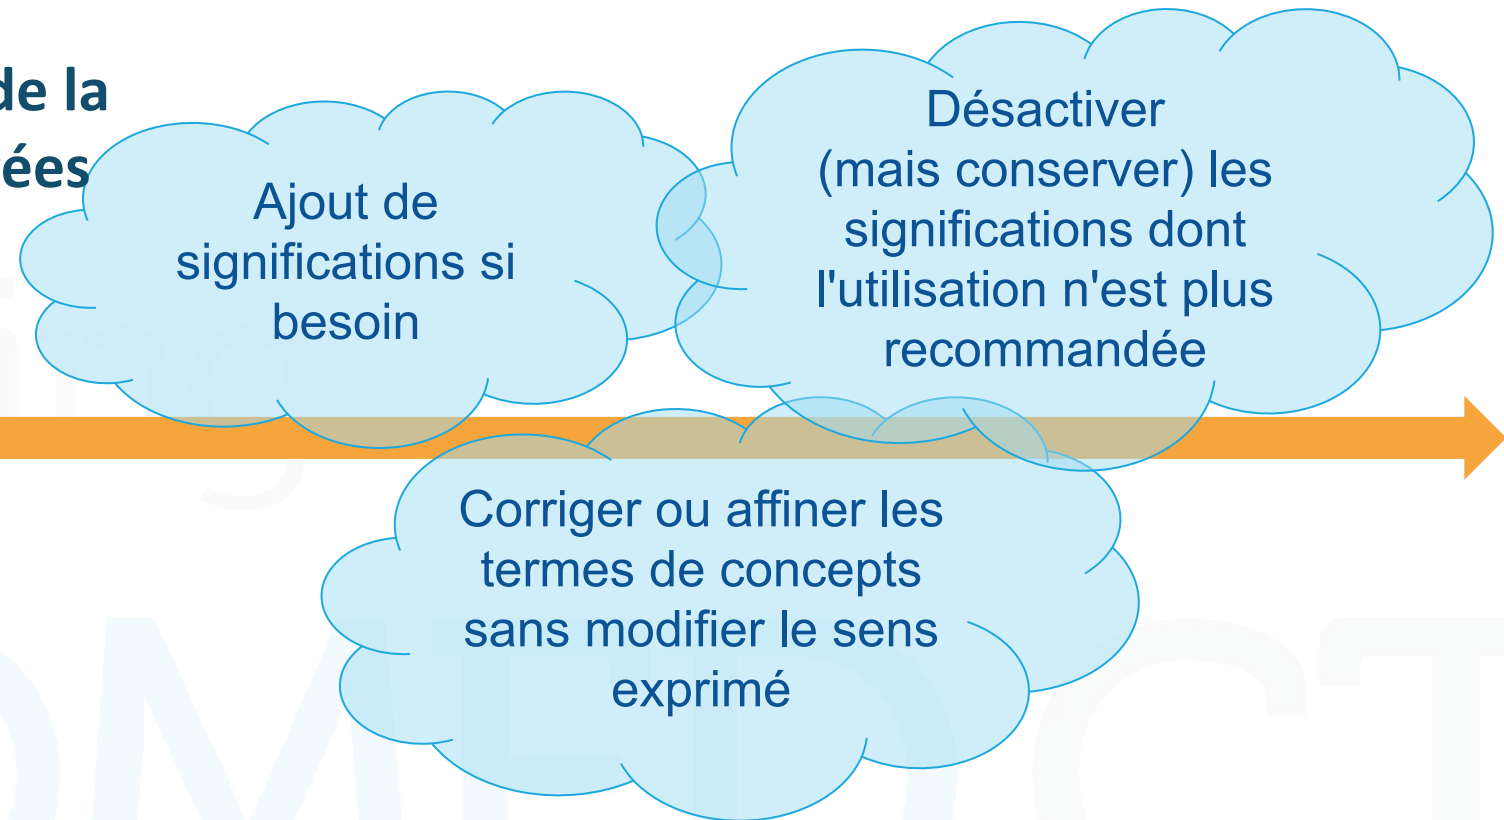 de la
ées
Ajout de
significations si
besoin
Désactiver
(mais conserver) les
significations dont
l'utilisation n'est plus
recommandée
Corriger ou affiner les
termes de concepts
sans modifier le sens
exprimé